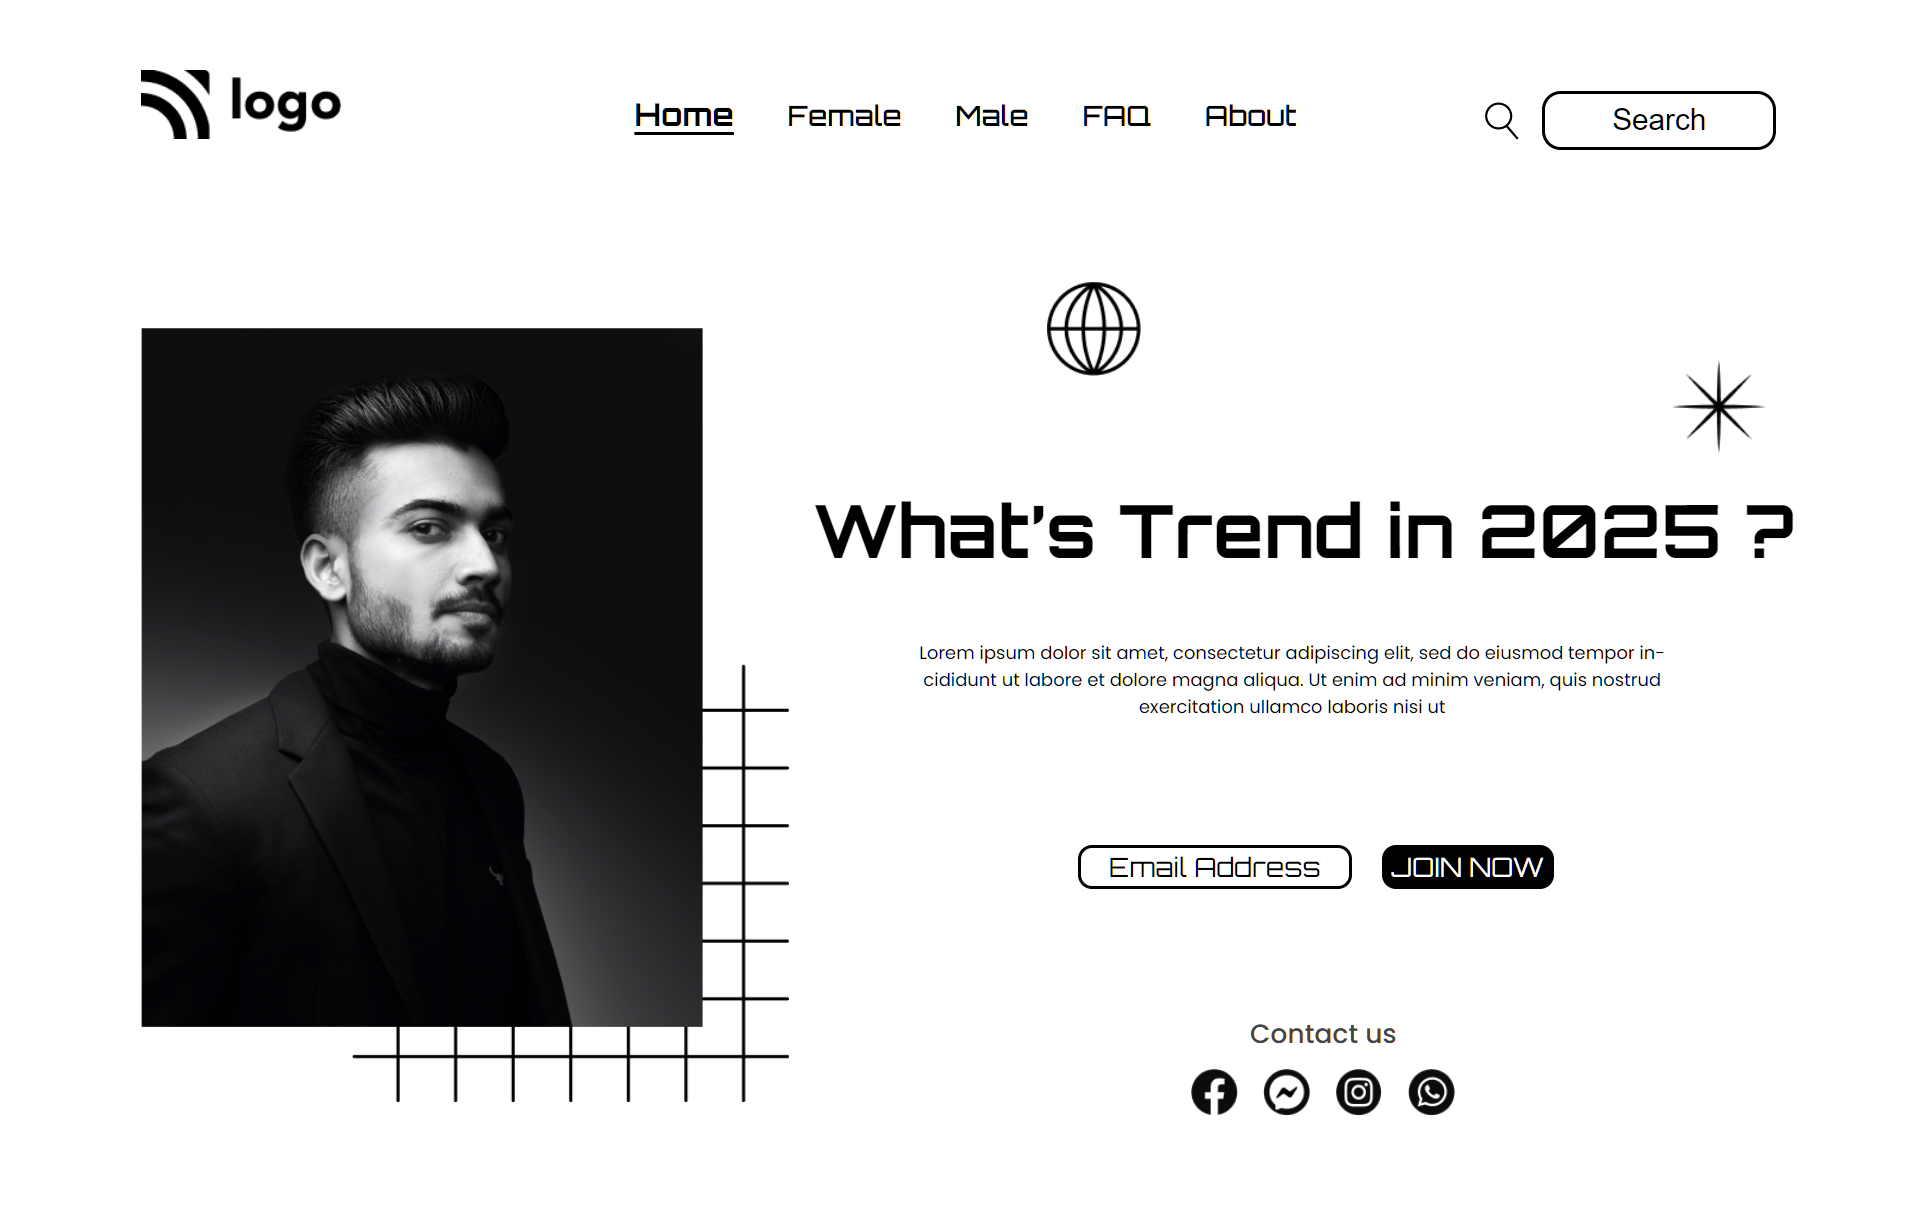 logo
Home Female Male FAQ About
Search
What's Trend in 2025 ?
Lorem ipsum dolor sit amet, consectetur adipiscing elit, sed do eiusmod tempor in-
cididunt ut labore et dolore magna aliqua. Ut enim ad minim veniam, quis nostrud
exercitation ullamco laboris nisi ut
Email Address
JOIN NOW
Contact us